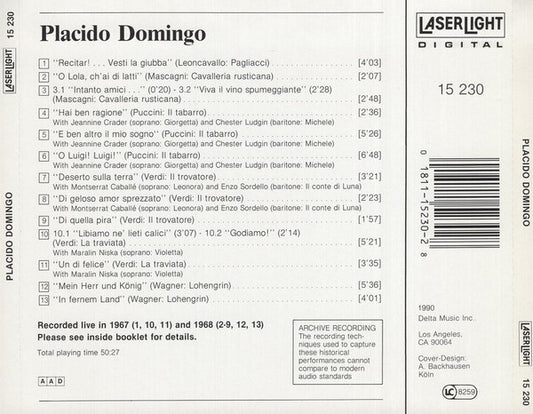 Placido Domingo
1 "Recitar! . . . Vesti la giubba" (Leoncavallo: Pagliacci) [4'03]
2 "O Lola, ch'ai di latti" (Mascagni: Cavalleria rusticana) [2'07]
3 3.1 "Intanto amici . . ." (0'20) - 3.2 "Viva il vino spumeggiante" (2'28)
(Mascagni: Cavalleria rusticana) [2'48]
4 "Hai ben ragione" (Puccini: Il tabarro) [2'36]
With Jeannine Crader (soprano: Giorgetta) and Chester Ludgin (baritone: Michele)
5 "E ben altro il mio sogno" (Puccini: Il tabarro) [5'26]
With Jeannine Crader (soprano: Giorgetta) and Chester Ludgin (baritone: Michele)
6 "O Luigi! Luigi!" (Puccini: Il tabarro) [6'48]
With Jeannine Crader (soprano: Giorgetta) and Chester Ludgin (baritone: Michele)
7 "Deserto sulla terra" (Verdi: Il trovatore) [3'21]
With Montserrat Caballé (soprano: Leonora) and Enzo Sordello (baritone: Il conte di Luna)
8 "Di geloso amor sprezzato" (Verdi: Il trovatore) [2'23]
With Montserrat Caballé (soprano: Leonora) and Enzo Sordello (baritone: Il conte di Luna)
9 "Di quella pira" (Verdi: Il trovatore) [1'57]
10 10.1 "Libiamo ne' lieti calici" (3'07) - 10.2 "Godiamo!" (2'14)
(Verdi: La traviata) [5'21]
With Maralin Niska (soprano: Violetta)
11 "Un di felice" (Verdi: La traviata) [3'35]
With Maralin Niska (soprano: Violetta)
12 "Mein Herr und König" (Wagner: Lohengrin) [5'36]
13 "In fernem Land" (Wagner: Lohengrin) [4'01]
Recorded live in 1967 (1, 10, 11) and 1968 (2-9, 12, 13)
Please see inside booklet for details.
Total playing time 50:27
A A D
ARCHIVE RECORDING
The recording tech-
niques used to capture
these historical
performances cannot
compare to modern
audio standards
LASERLIGHT
DIGITAL
15 230
0 1811-15230-2 8
1990
Delta Music Inc.
Los Angeles,
CA 90064
Cover-Design:
A. Backhausen
Köln
LC 8259
PLACIDO DOMINGO
LASERLIGHT
15 230
PLACIDO DOMINGO
LASERLIGHT
15 230